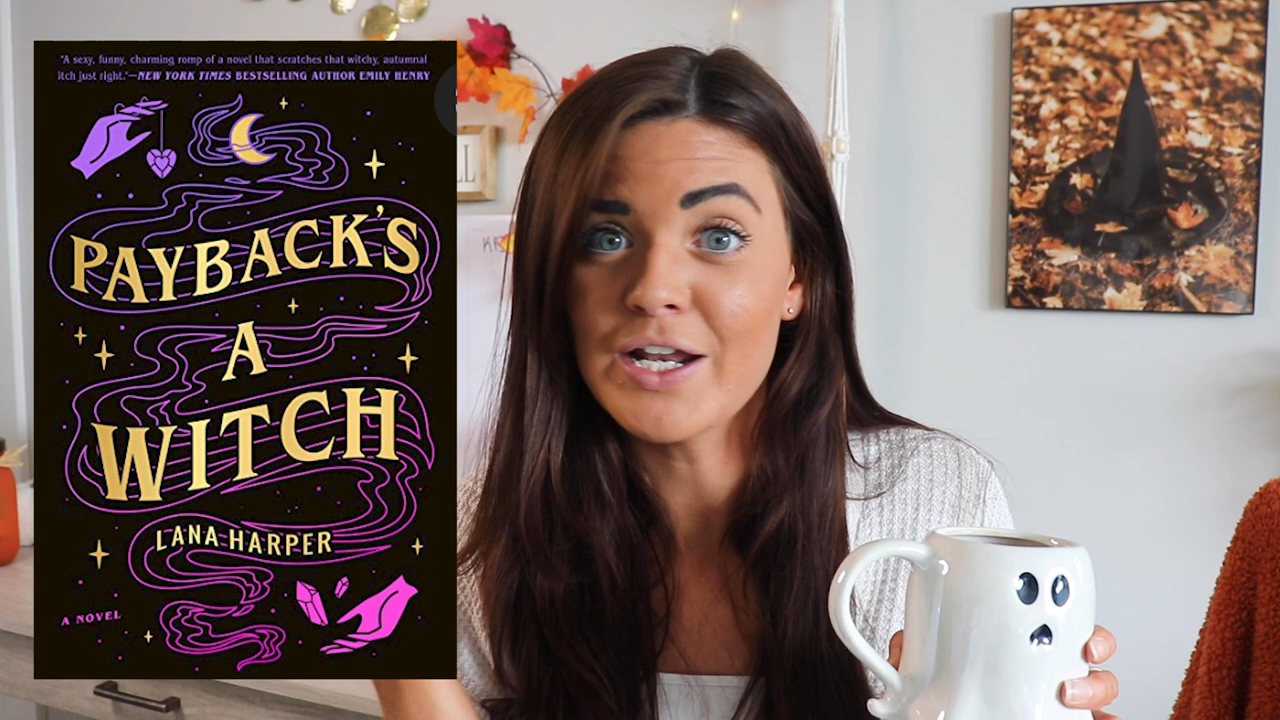 "A sexy, funny, charming romp of a novel that scratches that witchy, autumnal
itch just right."—NEW YORK TIMES BESTSELLING AUTHOR EMILY HENRY
PAYBACK'S
A
WITCH
LANA HARPER
A NOVEL